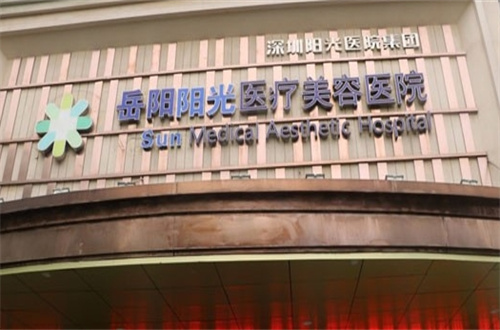 深圳阳光医院集团
岳阳阳光医疗美容医院
Sun Medical Aesthetic Hospital